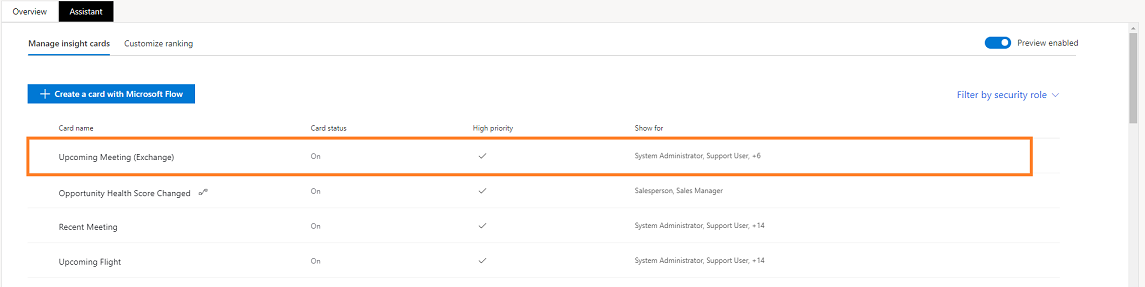 Overview Assistant
Manage insight cards Customize ranking Preview enabled
Create a card with Microsoft Flow Filter by security role
Card name Card status High priority Show for
Upcoming Meeting (Exchange) On System Administrator, Support User, +6
Opportunity Health Score Changed On Salesperson, Sales Manager
Recent Meeting On System Administrator, Support User, +14
Upcoming Flight On System Administrator, Support User, +14